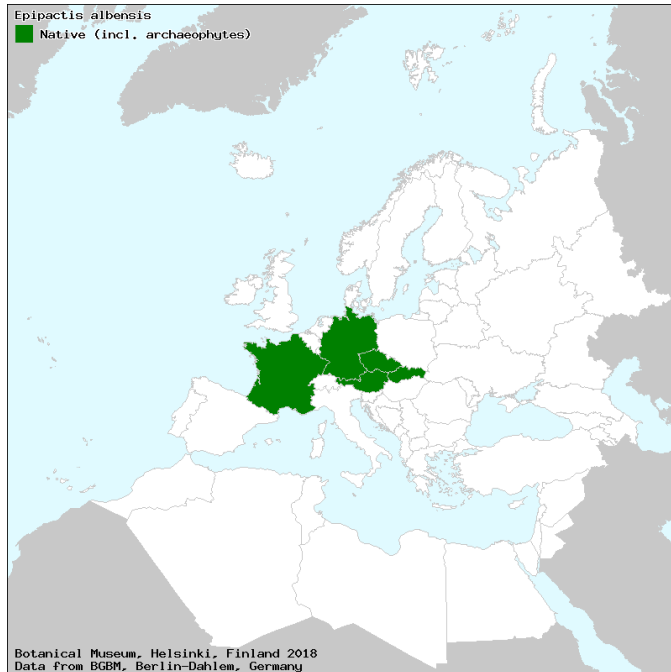 Epipactis albensis
Native (incl. archaeophytes)
Botanical Museum, Helsinki, Finland 2018
Data from BGBM, Berlin-Dahlem, Germany